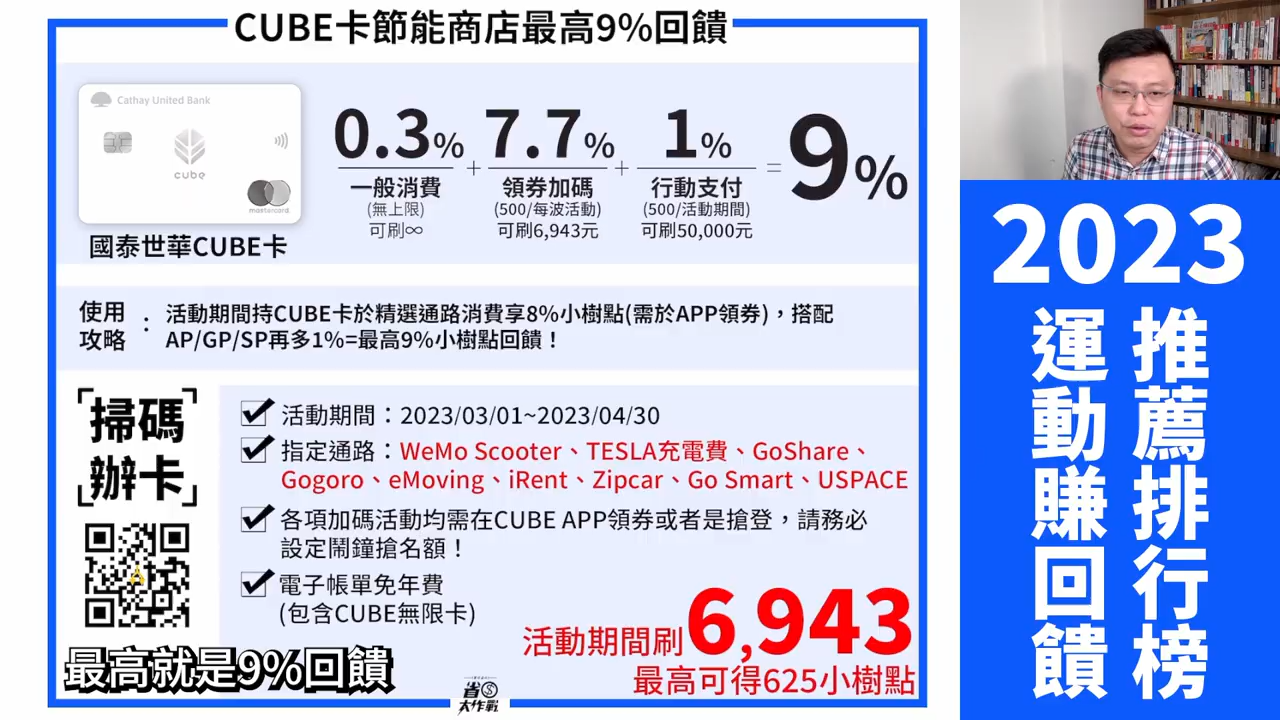 CUBE卡節能商店最高9%回饋
Cathay United Bank
cube
mastercard
國泰世華CUBE卡
0.3% + 7.7% + 1% = 9%
一般消費 領券加碼 行動支付
(無上限) (500/每波活動) (500/活動期間)
可刷∞ 可刷6,943元 可刷50,000元
使用攻略：
活動期間持CUBE卡於精選通路消費享8%小樹點(需於APP領券)，搭配
AP/GP/SP再多1%=最高9%小樹點回饋！
掃碼
辦卡
活動期間：2023/03/01~2023/04/30
指定通路：WeMo Scooter、TESLA充電費、GoShare、
Gogoro、eMoving、iRent、Zipcar、Go Smart、USPACE
各項加碼活動均需在CUBE APP領券或者是搶登，請務必
設定鬧鐘搶名額！
電子帳單免年費
(包含CUBE無限卡)
活動期間刷6,943
最高可得625小樹點
最高就是9%回饋
省大作戰
2023
推薦排行榜
運動賺回饋